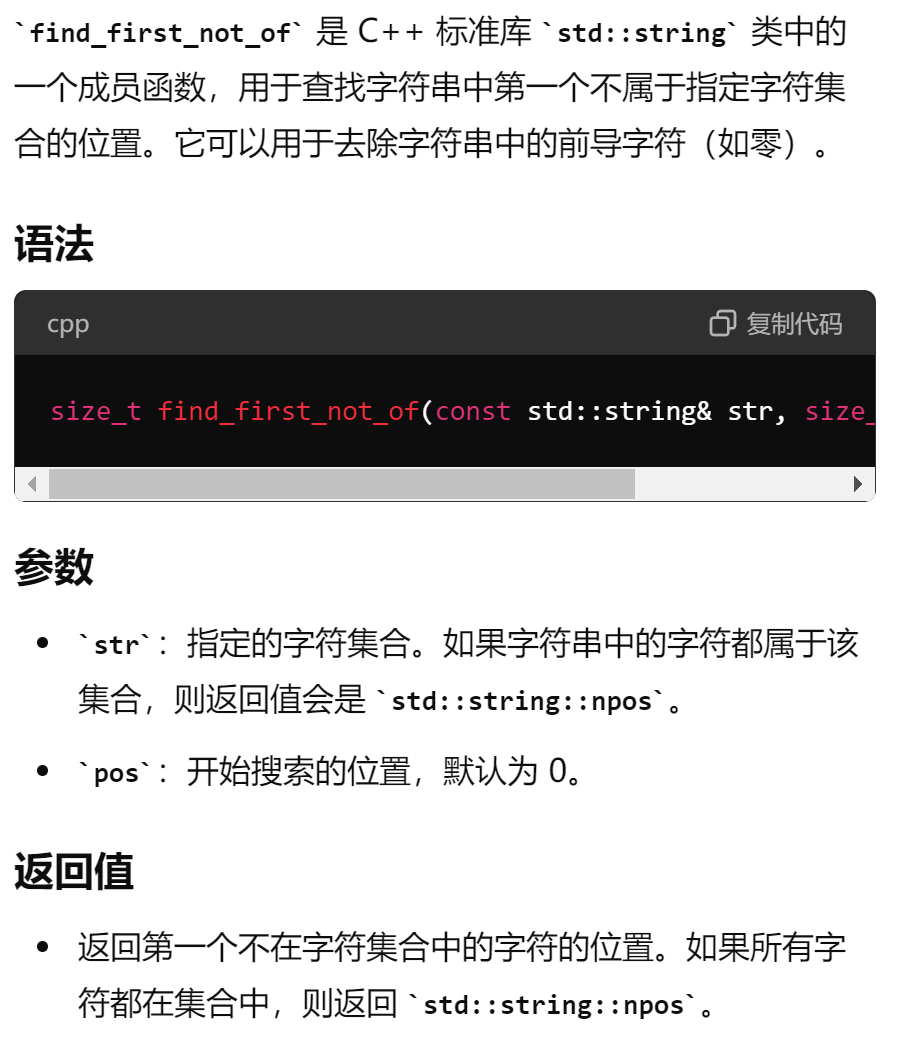 `find_first_not_of` 是 C++ 标准库 `std::string` 类中的
一个成员函数，用于查找字符串中第一个不属于指定字符集
合的位置。它可以用于去除字符串中的前导字符（如零）。
语法
cpp 复制代码
size_t find_first_not_of(const std::string& str, size_
参数
• `str`：指定的字符集合。如果字符串中的字符都属于该
集合，则返回值会是 `std::string::npos`。
• `pos`：开始搜索的位置，默认为 0。
返回值
• 返回第一个不在字符集合中的字符的位置。如果所有字
符都在集合中，则返回 `std::string::npos`。